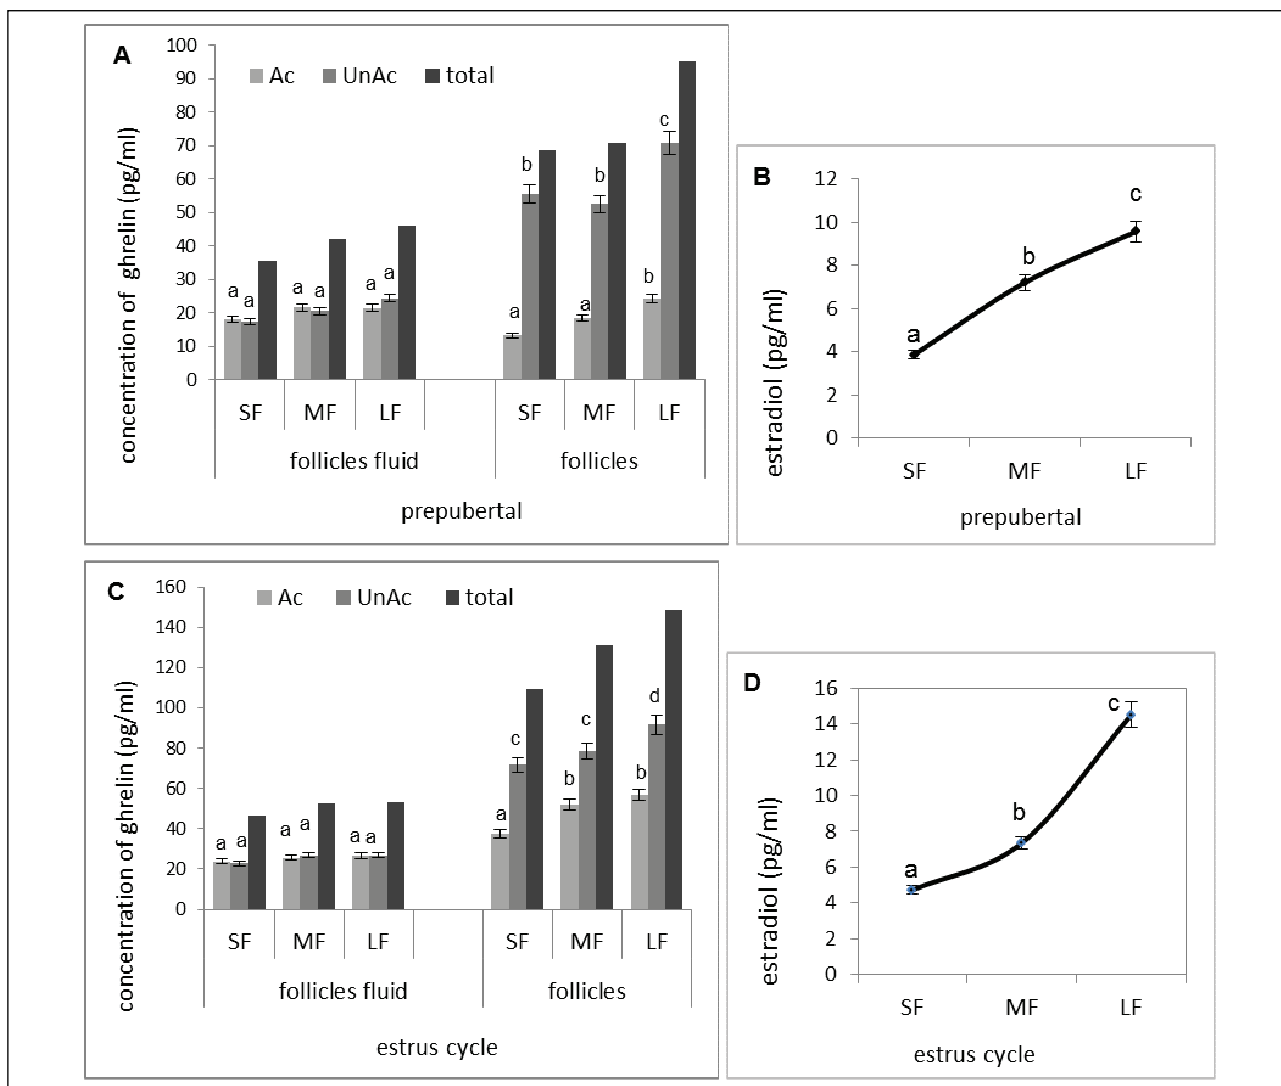 A
Ac UnAc total
concentration of ghrelin (pg/ml)
100
90
80
70
60
50
40
30
20
10
0
a a a a a a a b a b b c
SF MF LF SF MF LF
follicles fluid follicles
prepubertal
B
estradiol (pg/ml)
12
10
8
6
4
2
0
a b c
SF MF LF
prepubertal
C
Ac UnAc total
concentration of ghrelin (pg/ml)
160
140
120
100
80
60
40
20
0
a a a a a a a c b c b d
SF MF LF SF MF LF
follicles fluid follicles
estrus cycle
D
estradiol (pg/ml)
16
14
12
10
8
6
4
2
0
a b c
SF MF LF
estrus cycle